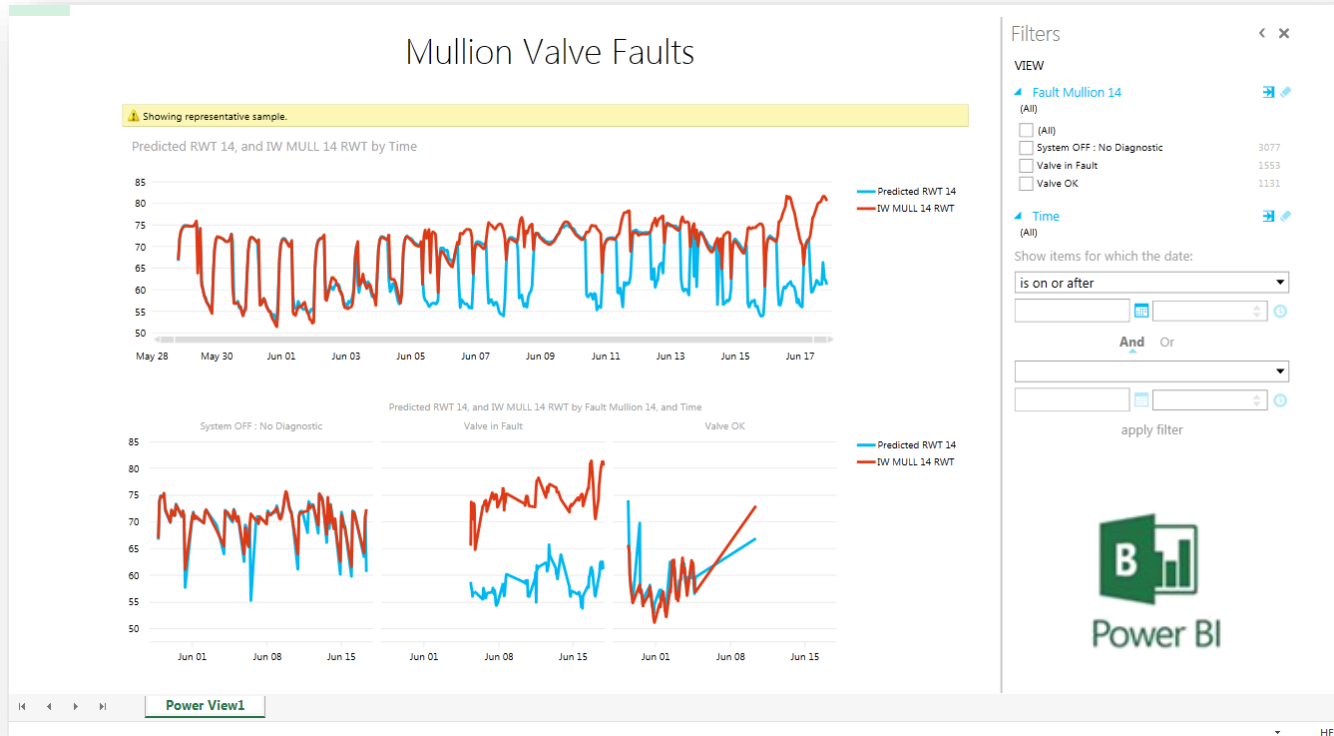 Mullion Valve Faults
Showing representative sample.
Predicted RWT 14, and IW MULL 14 RWT by Time
85
80
75
70
65
60
55
50
May 28 May 30 Jun 01 Jun 03 Jun 05 Jun 07 Jun 09 Jun 11 Jun 13 Jun 15 Jun 17
Predicted RWT 14
IW MULL 14 RWT
Predicted RWT 14, and IW MULL 14 RWT by Fault Mullion 14, and Time
System OFF : No Diagnostic Valve in Fault Valve OK
85
80
75
70
65
60
55
50
Jun 01 Jun 08 Jun 15 Jun 01 Jun 08 Jun 15 Jun 01 Jun 08 Jun 15
Predicted RWT 14
IW MULL 14 RWT
Filters
VIEW
Fault Mullion 14
(All)
(All)
System OFF : No Diagnostic 3077
Valve in Fault 1553
Valve OK 1131
Time
(All)
Show items for which the date:
is on or after
And Or
apply filter
B
Power BI
Power View1